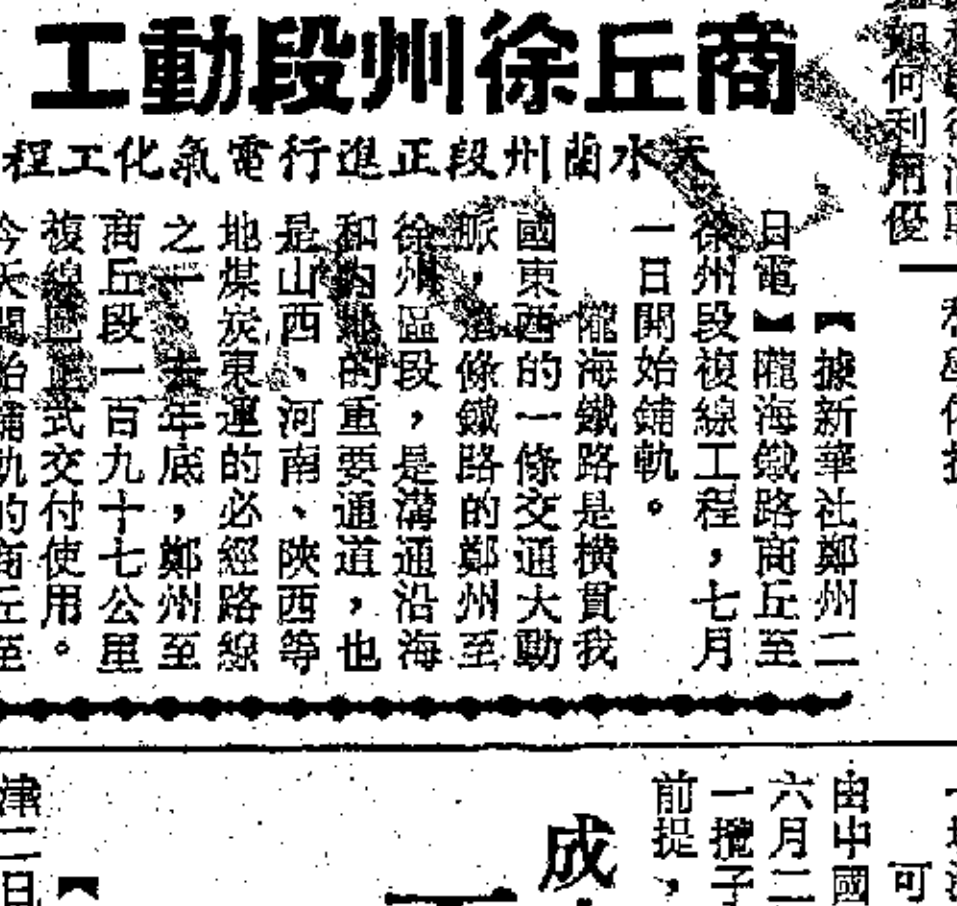 商丘徐州段動工
天水蘭州段正進行電氣化工程
【據新華社鄭州二
日電】隴海鐵路商丘至
徐州段複線工程，七月
一日開始鋪軌。
隴海鐵路是橫貫我
國東西的一條交通大動
脈，這條鐵路的鄭州至
徐州區段，是溝通沿海
和內地的重要通道，也
是山西、河南、陝西等
地煤炭東運的必經路線
之一。去年底，鄭州至
商丘段一百九十七公里
複線已正式交付使用。
今天開始鋪軌的商丘至
如何利用優
由中國
六月二
一攬子
前提，
成
津二日
【
可